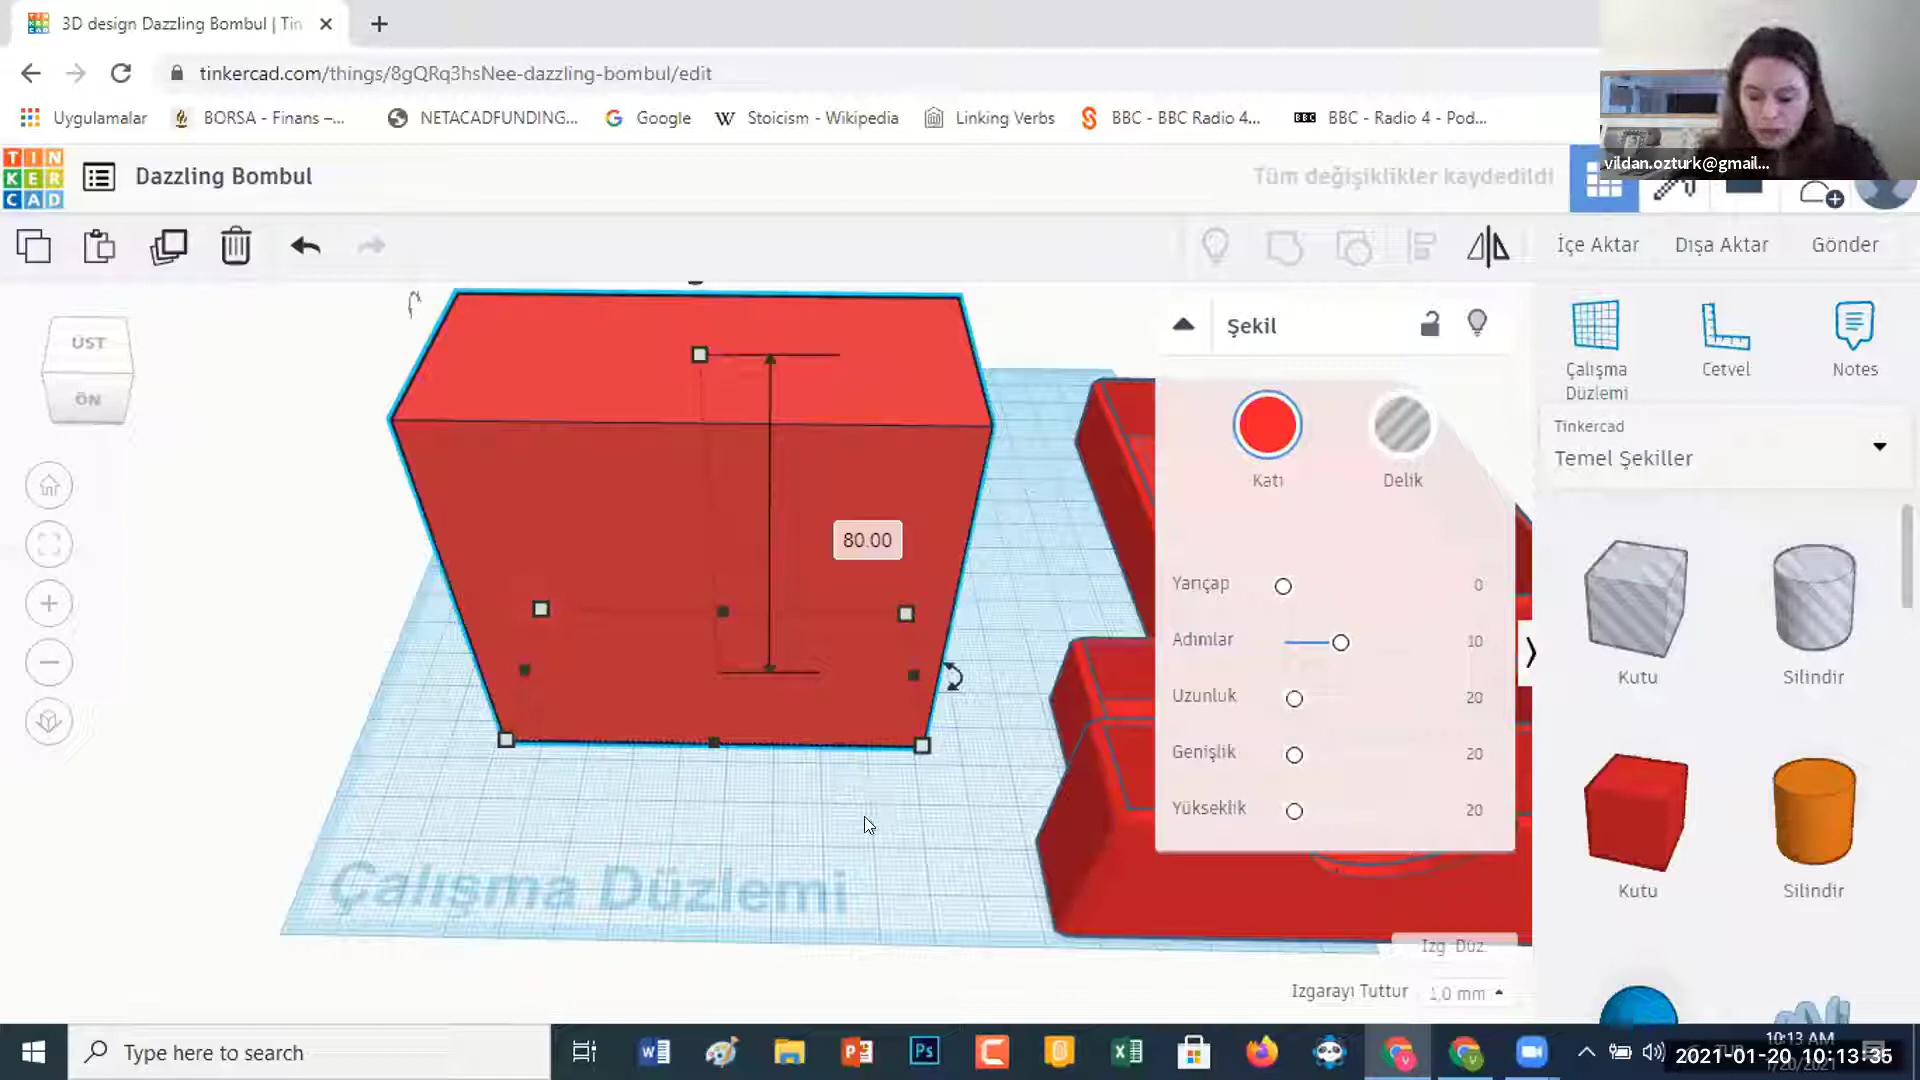 3D design Dazzling Bombul | Tin
tinkercad.com/things/8gQRq3hsNee-dazzling-bombul/edit
Uygulamalar
BORSA - Finans –...
NETACADFUNDING...
Google
Stoicism - Wikipedia
Linking Verbs
BBC - BBC Radio 4...
BBC - Radio 4 - Pod...
vildan.ozturk@gmail...
TIN
KER
CAD
Dazzling Bombul
Tüm değişiklikler kaydedildi
İçe Aktar
Dışa Aktar
Gönder
ÜST
ÖN
Şekil
Katı
Delik
80.00
Yarıçap
0
Adımlar
10
Uzunluk
20
Genişlik
20
Yükseklik
20
Çalışma Düzlemi
Cetvel
Notes
Tinkercad
Temel Şekiller
Kutu
Silindir
Kutu
Silindir
Çalışma Düzlemi
Izgarayı Tuttur
1,0 mm
Type here to search
10:13 AM
2021-01-20 10:13:35